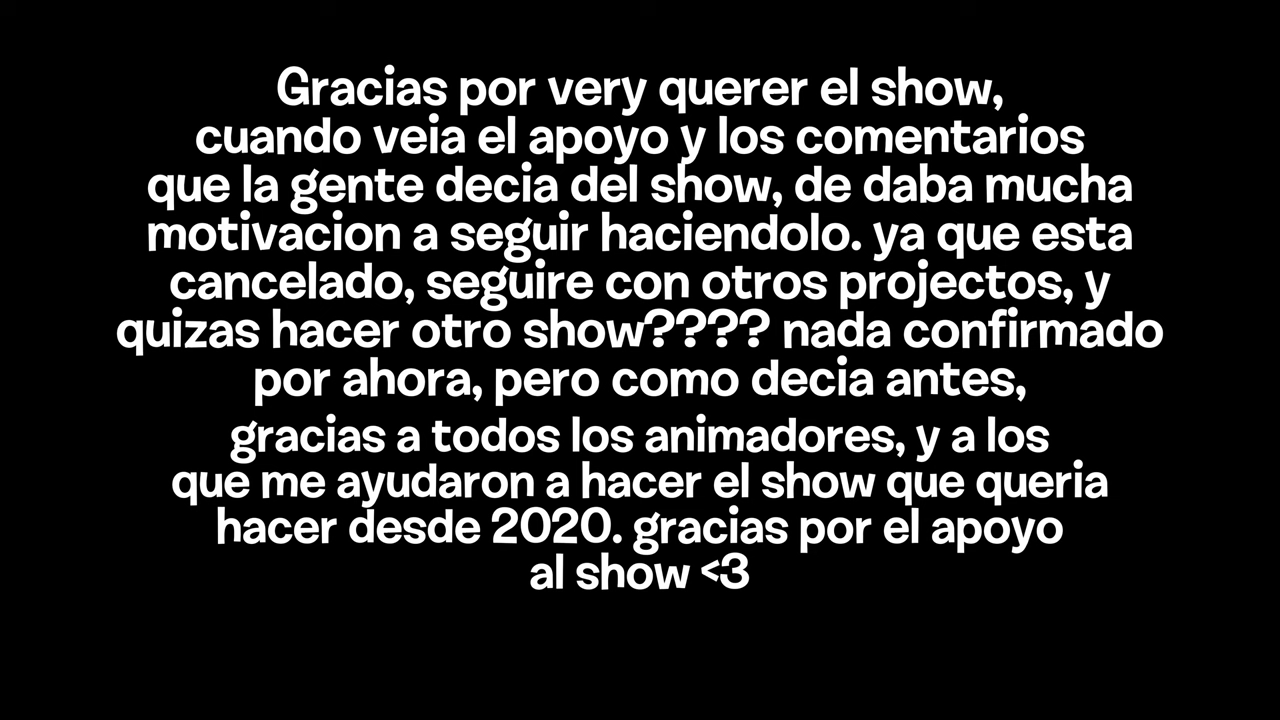 Gracias por very querer el show,
cuando veia el apoyo y los comentarios
que la gente decia del show, de daba mucha
motivacion a seguir haciendolo. ya que esta
cancelado, seguire con otros projectos, y
quizas hacer otro show???? nada confirmado
por ahora, pero como decia antes,
gracias a todos los animadores, y a los
que me ayudaron a hacer el show que queria
hacer desde 2020. gracias por el apoyo
al show <3